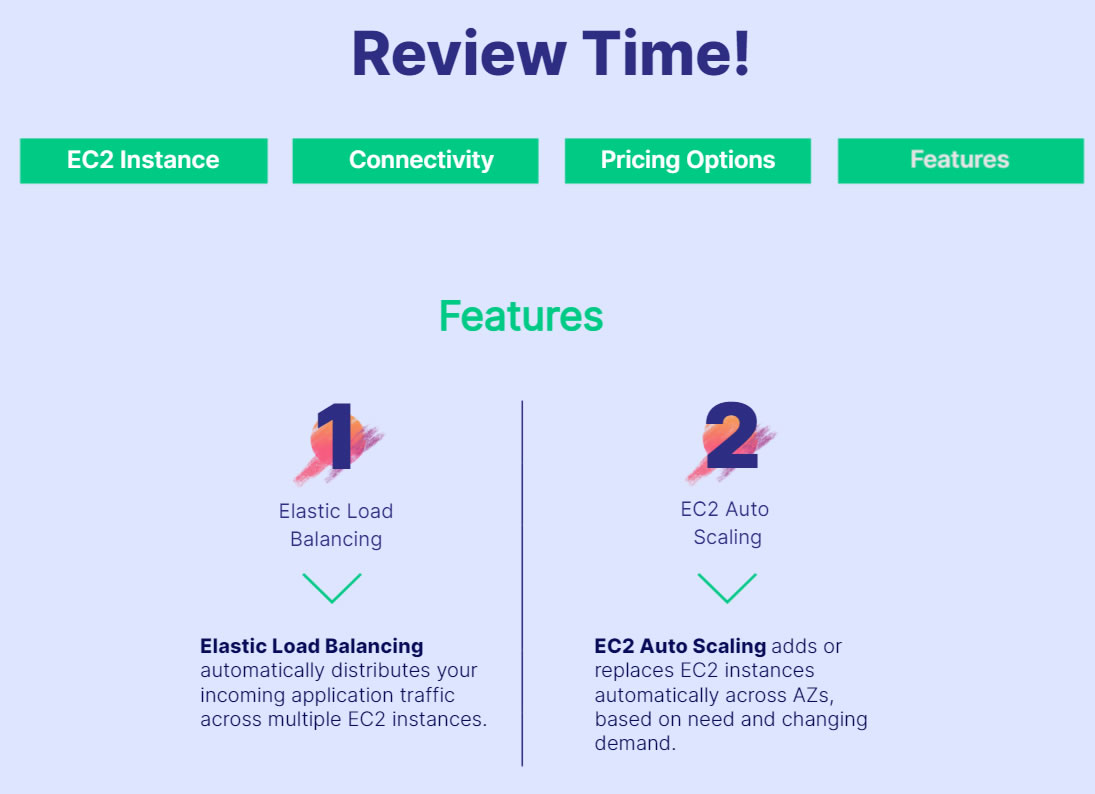 Review Time!
EC2 Instance
Connectivity
Pricing Options
Features
Features
1
Elastic Load
Balancing
Elastic Load Balancing
automatically distributes your
incoming application traffic
across multiple EC2 instances.
2
EC2 Auto
Scaling
EC2 Auto Scaling adds or
replaces EC2 instances
automatically across AZs,
based on need and changing
demand.